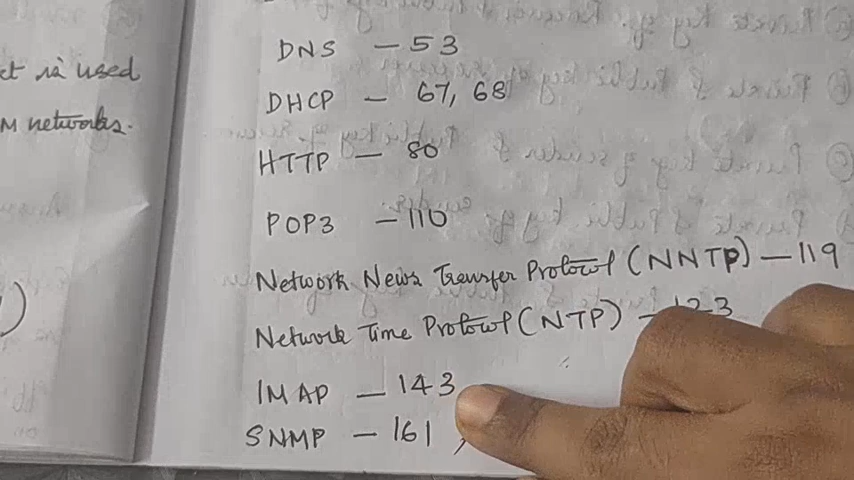 ct is used
M networks.
DNS - 53
DHCP - 67, 68
HTTP - 80
POP3 - 110
Network News Transfer Protocol (NNTP) - 119
Network Time Protocol (NTP) - 123
IMAP - 143
SNMP - 161,